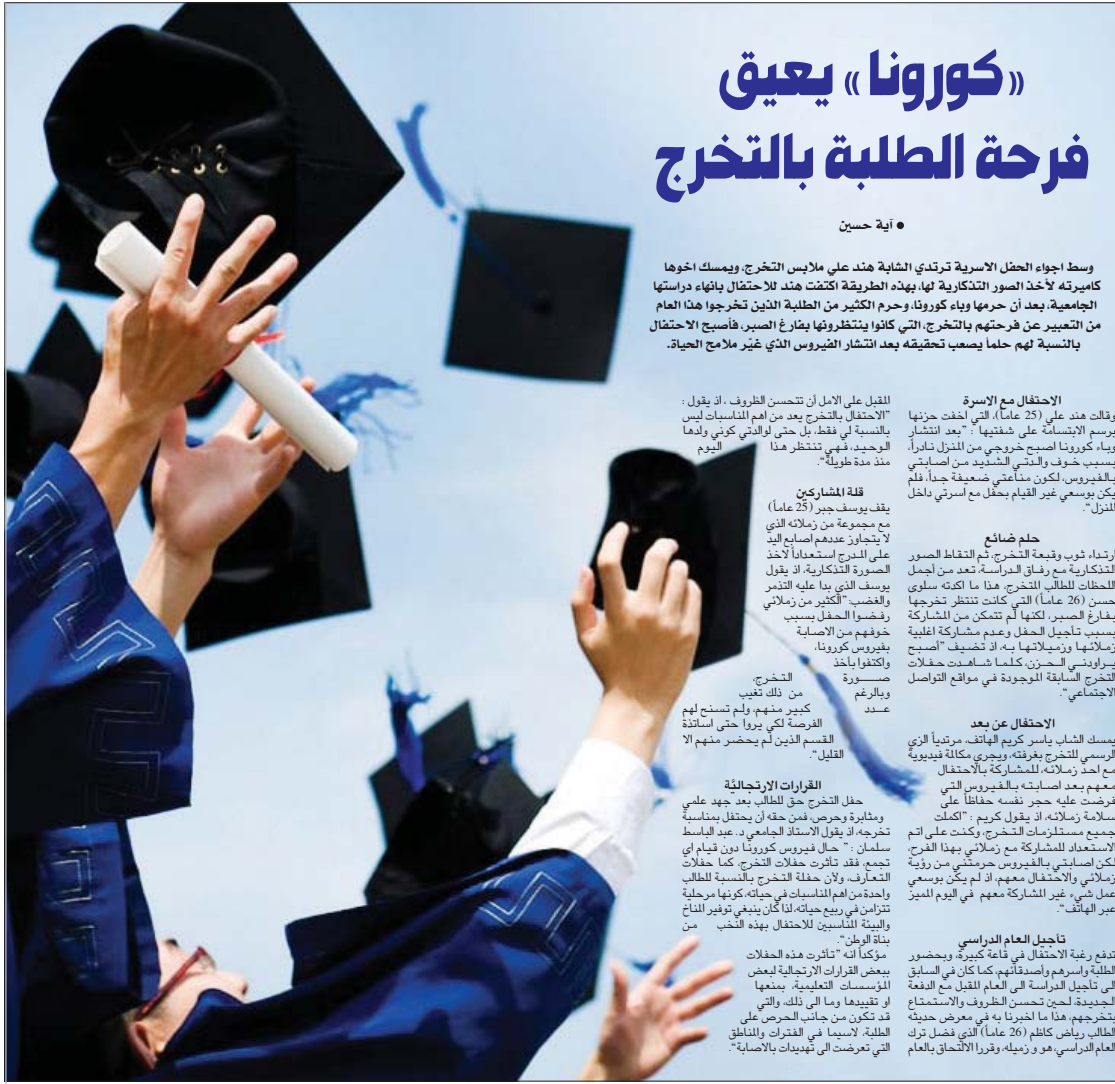 «كورونا» يعيق
فرحة الطلبة بالتخرج
● آية حسين
وسط اجواء الحفل الاسرية ترتدي الشابة هند علي ملابس التخرج، ويمسك اخوها
كاميرته لأخذ الصور التذكارية لها، بهذه الطريقة اكتفت هند للاحتفال بانهاء دراستها
الجامعية، بعد أن حرمها وباء كورونا، وحرم الكثير من الطلبة الذين تخرجوا هذا العام
من التعبير عن فرحتهم بالتخرج، التي كانوا ينتظرونها بفارغ الصبر، فأصبح الاحتفال
بالنسبة لهم حلماً يصعب تحقيقه بعد انتشار الفيروس الذي غيّر ملامح الحياة.
الاحتفال مع الاسرة
وقالت هند علي (25 عاماً)، التي اخفت حزنها
برسم الابتسامة على شفتيها : "بعد انتشار
وباء كورونا اصبح خروجي من المنزل نادراً،
بسبب خوف والدتي الشديد من اصابتي
بالفيروس، لكون مناعتي ضعيفة جداً، فلم
يكن بوسعي غير القيام بحفل مع اسرتي داخل
المنزل".
حلم ضائع
ارتداء ثوب وقبعة التخرج، ثم التقاط الصور
التذكارية مع رفاق الدراسة، تعد من أجمل
اللحظات للطالب المتخرج، هذا ما اكدته سلوى
حسن (26 عاماً) التي كانت تنتظر تخرجها
بفارغ الصبر، لكنها لم تتمكن من المشاركة
بسبب تأجيل الحفل وعدم مشاركة اغلبية
زملائها وزميلاتها به، اذ تضيف "أصبح
يراودني الحزن، كلما شاهدت حفلات
التخرج السابقة الموجودة في مواقع التواصل
الاجتماعي".
الاحتفال عن بعد
يمسك الشاب ياسر كريم الهاتف، مرتدياً الزي
الرسمي للتخرج بغرفته، ويجري مكالمة فيديوية
مع احد زملائه، للمشاركة بالاحتفال
معهم بعد اصابته بالفيروس التي
فرضت عليه حجر نفسه حفاظاً على
سلامة زملائه، اذ يقول كريم : "اكملت
جميع مستلزمات التخرج، وكنت على اتم
الاستعداد للمشاركة مع زملائي بهذا الفرح،
لكن اصابتي بالفيروس حرمتني من رؤية
زملائي والاحتفال معهم، اذ لم يكن بوسعي
عمل شيء غير المشاركة معهم في اليوم المميز
عبر الهاتف".
تأجيل العام الدراسي
تدفع رغبة الاحتفال في قاعة كبيرة، وبحضور
الطلبة واسرهم وأصدقائهم، كما كان في السابق
الى تأجيل الدراسة الى العام المقبل مع الدفعة
الجديدة، لحين تحسن الظروف والاستمتاع
بتخرجهم، هذا ما اخبرنا به في معرض حديثه
الطالب رياض كاظم (26 عاماً) الذي فضل ترك
العام الدراسي، هو و زميله، وقررا الالتحاق بالعام
المقبل على الامل أن تتحسن الظروف ، اذ يقول :
"الاحتفال بالتخرج يعد من اهم المناسبات ليس
بالنسبة لي فقط، بل حتى لوالدتي كوني ولدها
الوحيد، فهي تنتظر هذا اليوم
منذ مدة طويلة".
قلة المشاركين
يقف يوسف جبر (25 عاماً)
مع مجموعة من زملائه الذي
لا يتجاوز عددهم اصابع اليد
على المدرج استعداداً لاخذ
الصورة التذكارية، اذ يقول
يوسف الذي بدا عليه التذمر
والغضب: "الكثير من زملائي
رفضوا الحفل بسبب
خوفهم من الاصابة
بفيروس كورونا،
واكتفوا بأخذ
صورة التخرج،
وبالرغم من ذلك تغيب
عدد كبير منهم، ولم تسنح لهم
الفرصة لكي يروا حتى اساتذة
القسم الذين لم يحضر منهم الا
القليل".
القرارات الارتجاليَّة
حفل التخرج حق للطالب بعد جهد علمي
ومثابرة وحرص، فمن حقه أن يحتفل بمناسبة
تخرجه، اذ يقول الاستاذ الجامعي د. عبد الباسط
سلمان : " حال فيروس كورونا دون قيام اي
تجمع، فقد تأثرت حفلات التخرج، كما حفلات
التعارف، ولأن حفلة التخرج بالنسبة للطالب
واحدة من اهم المناسبات في حياته، كونها مرحلية
تتزامن في ربيع حياته، لذا كان ينبغي توفير المناخ
والبيئة المناسبين للاحتفال بهذه النخب من
بناة الوطن".
مؤكداً انه "تأثرت هذه الحفلات
ببعض القرارات الارتجالية لبعض
المؤسسات التعليمية، بمنعها
او تقييدها وما الى ذلك، والتي
قد تكون من جانب الحرص على
الطلبة، لاسيما في الفترات والمناطق
التي تعرضت الى تهديدات بالاصابة".